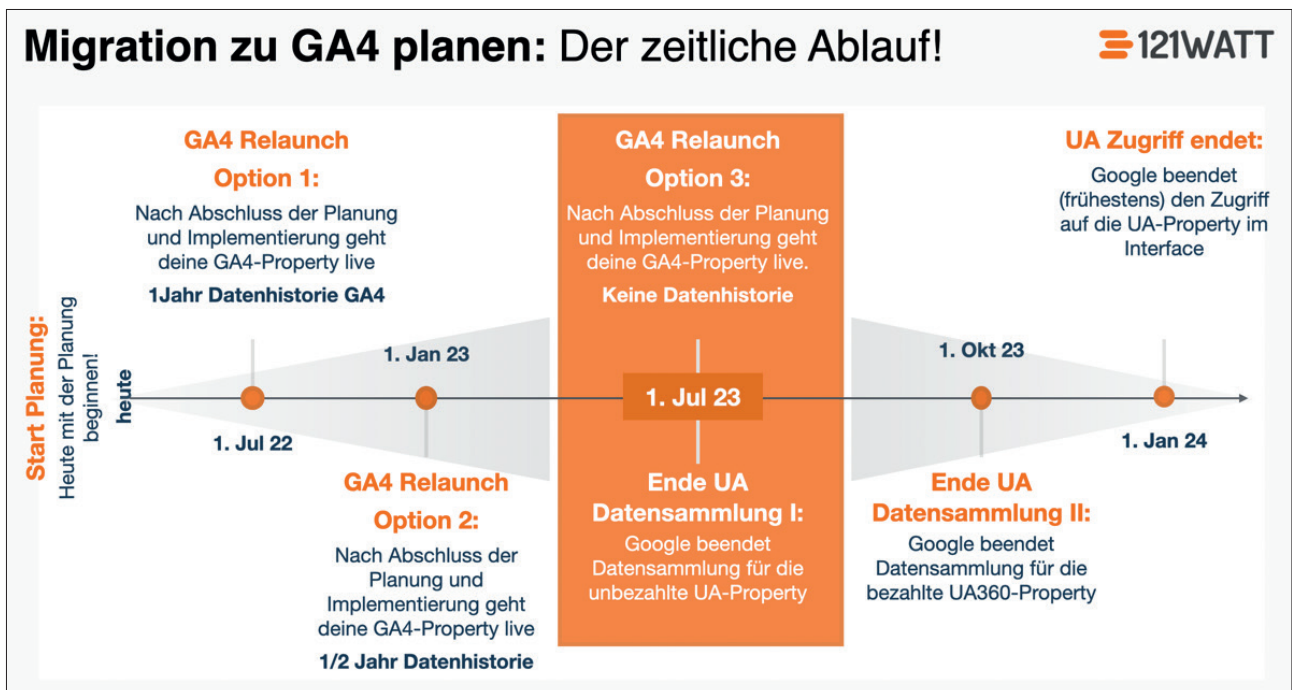 Migration zu GA4 planen: Der zeitliche Ablauf!
121WATT
Start Planung:
Heute mit der Planung
beginnen!
heute
GA4 Relaunch
Option 1:
Nach Abschluss der Planung
und Implementierung geht
deine GA4-Property live
1Jahr Datenhistorie GA4
1. Jul 22
1. Jan 23
GA4 Relaunch
Option 2:
Nach Abschluss der
Planung und
Implementierung geht
deine GA4-Property live
1/2 Jahr Datenhistorie
GA4 Relaunch
Option 3:
Nach Abschluss der Planung
und Implementierung geht
deine GA4-Property live.
Keine Datenhistorie
1. Jul 23
Ende UA
Datensammlung I:
Google beendet
Datensammlung für die
unbezahlte UA-Property
1. Okt 23
Ende UA
Datensammlung II:
Google beendet
Datensammlung für die
bezahlte UA360-Property
UA Zugriff endet:
Google beendet
(frühestens) den Zugriff
auf die UA-Property im
Interface
1. Jan 24